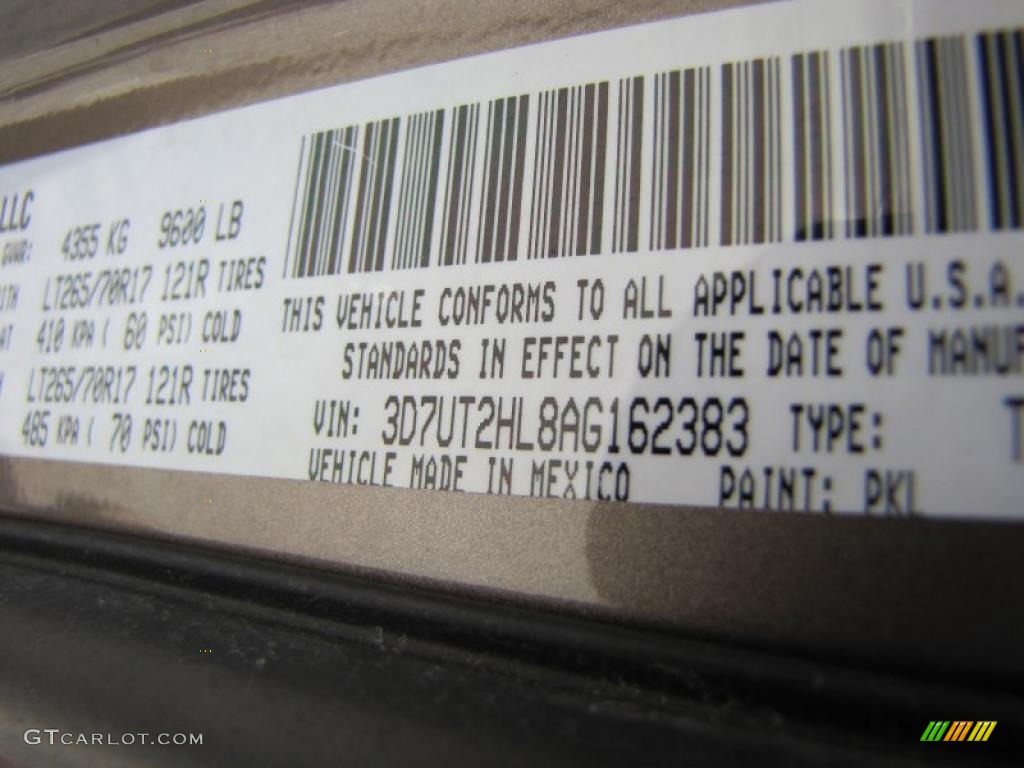 LLC
GVWR: 4355 KG 9600 LB
LT265/70R17 121R TIRES
410 KPA ( 60 PSI) COLD
LT265/70R17 121R TIRES
485 KPA ( 70 PSI) COLD
THIS VEHICLE CONFORMS TO ALL APPLICABLE U.S.A.
STANDARDS IN EFFECT ON THE DATE OF MANUF
VIN: 3D7UT2HL8AG162383 TYPE: T
VEHICLE MADE IN MEXICO PAINT: PKL
GTCARLOT.COM